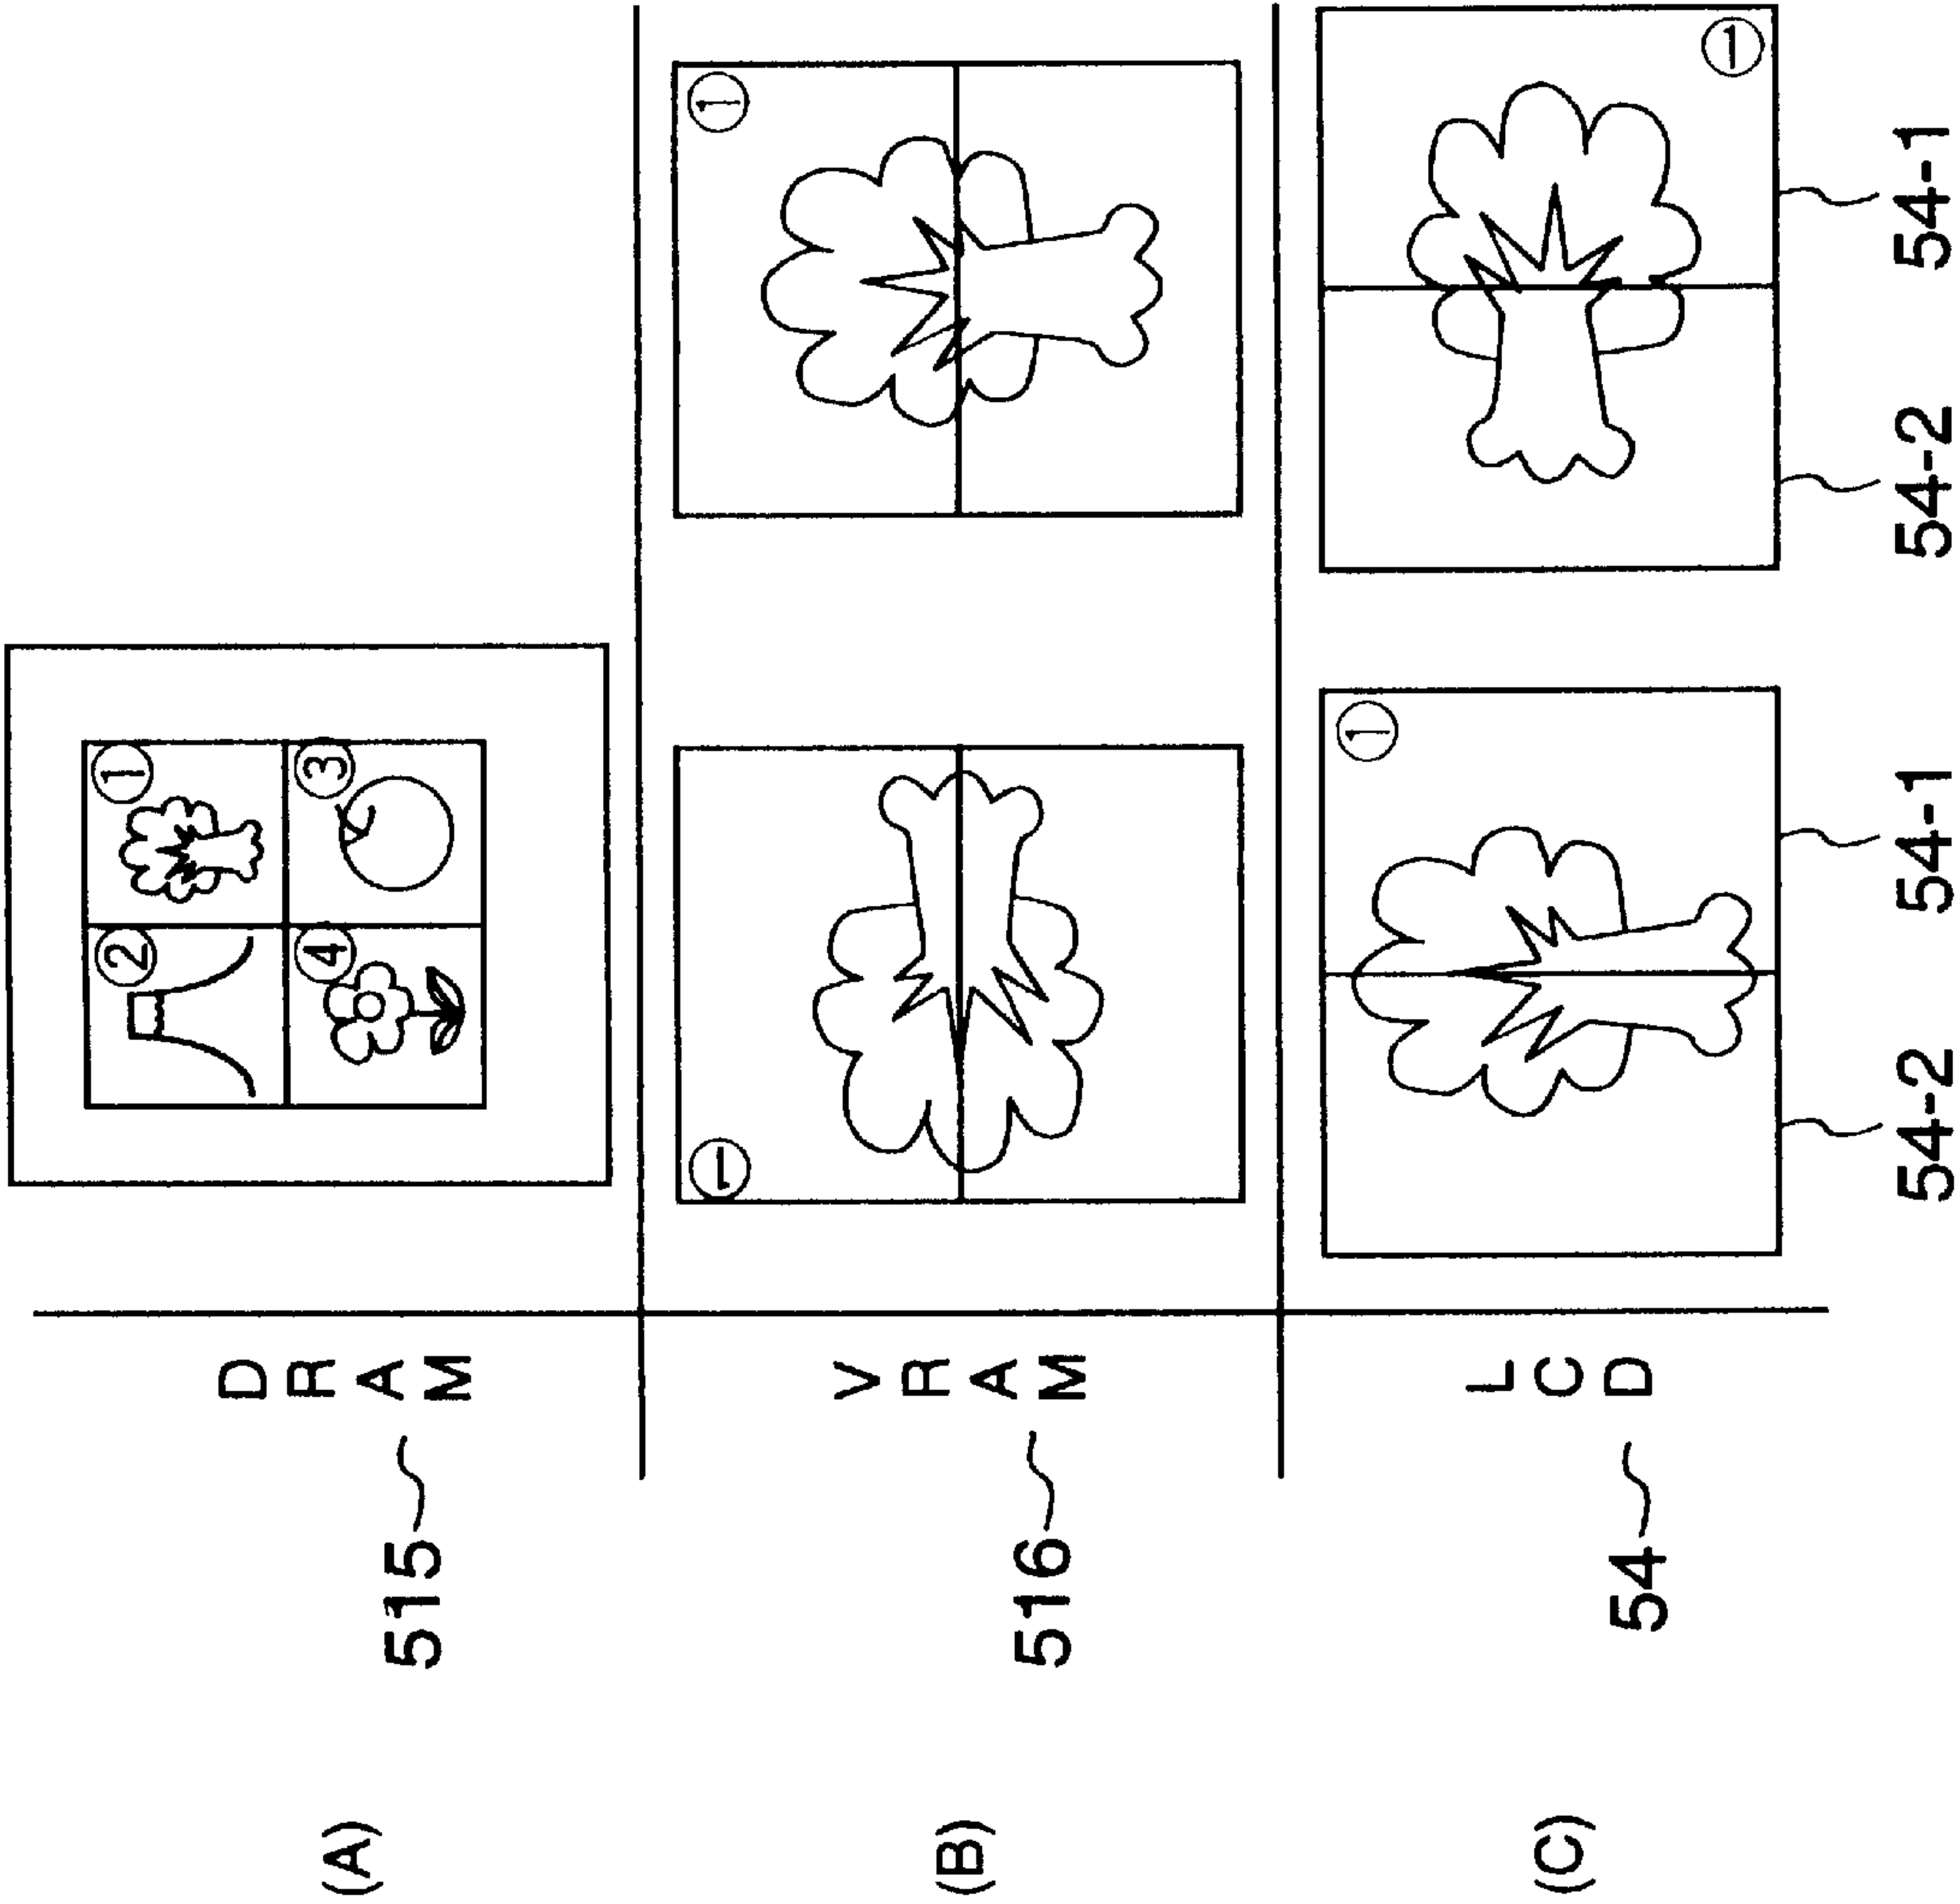 (A)
515
DRAM
② ①
④ ③
(B)
516
VRAM
①
①
(C)
54
LCD
①
①
54-2 54-1 54-2 54-1